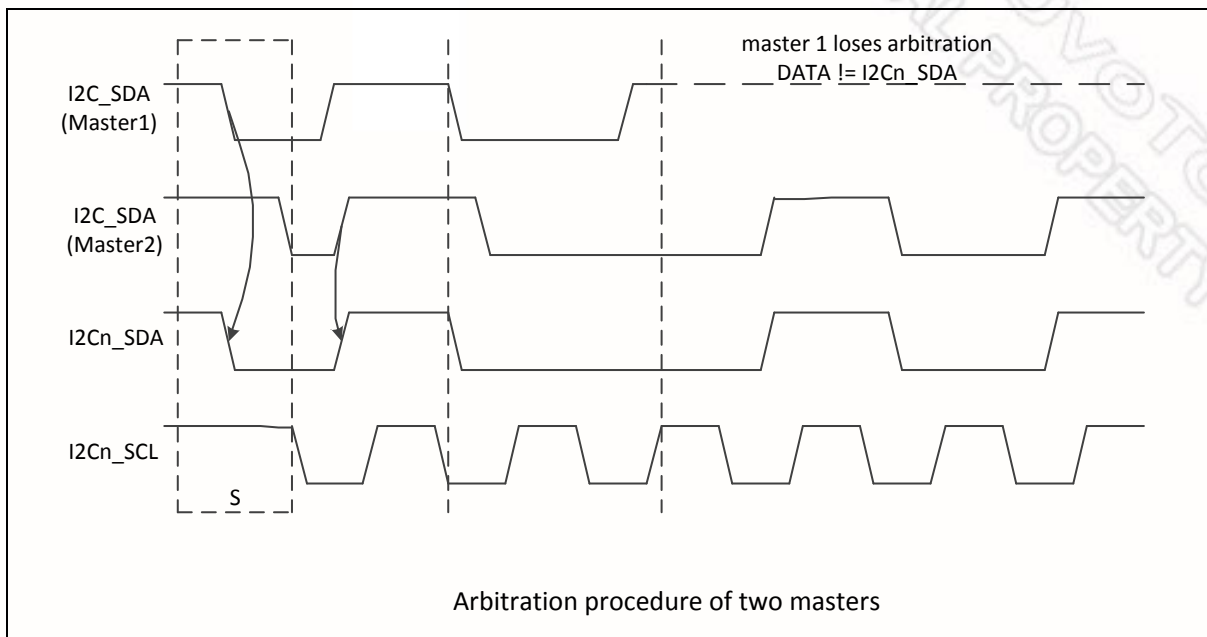 master 1 loses arbitration
DATA != I2Cn_SDA
I2C_SDA
(Master1)
I2C_SDA
(Master2)
I2Cn_SDA
I2Cn_SCL
S
Arbitration procedure of two masters